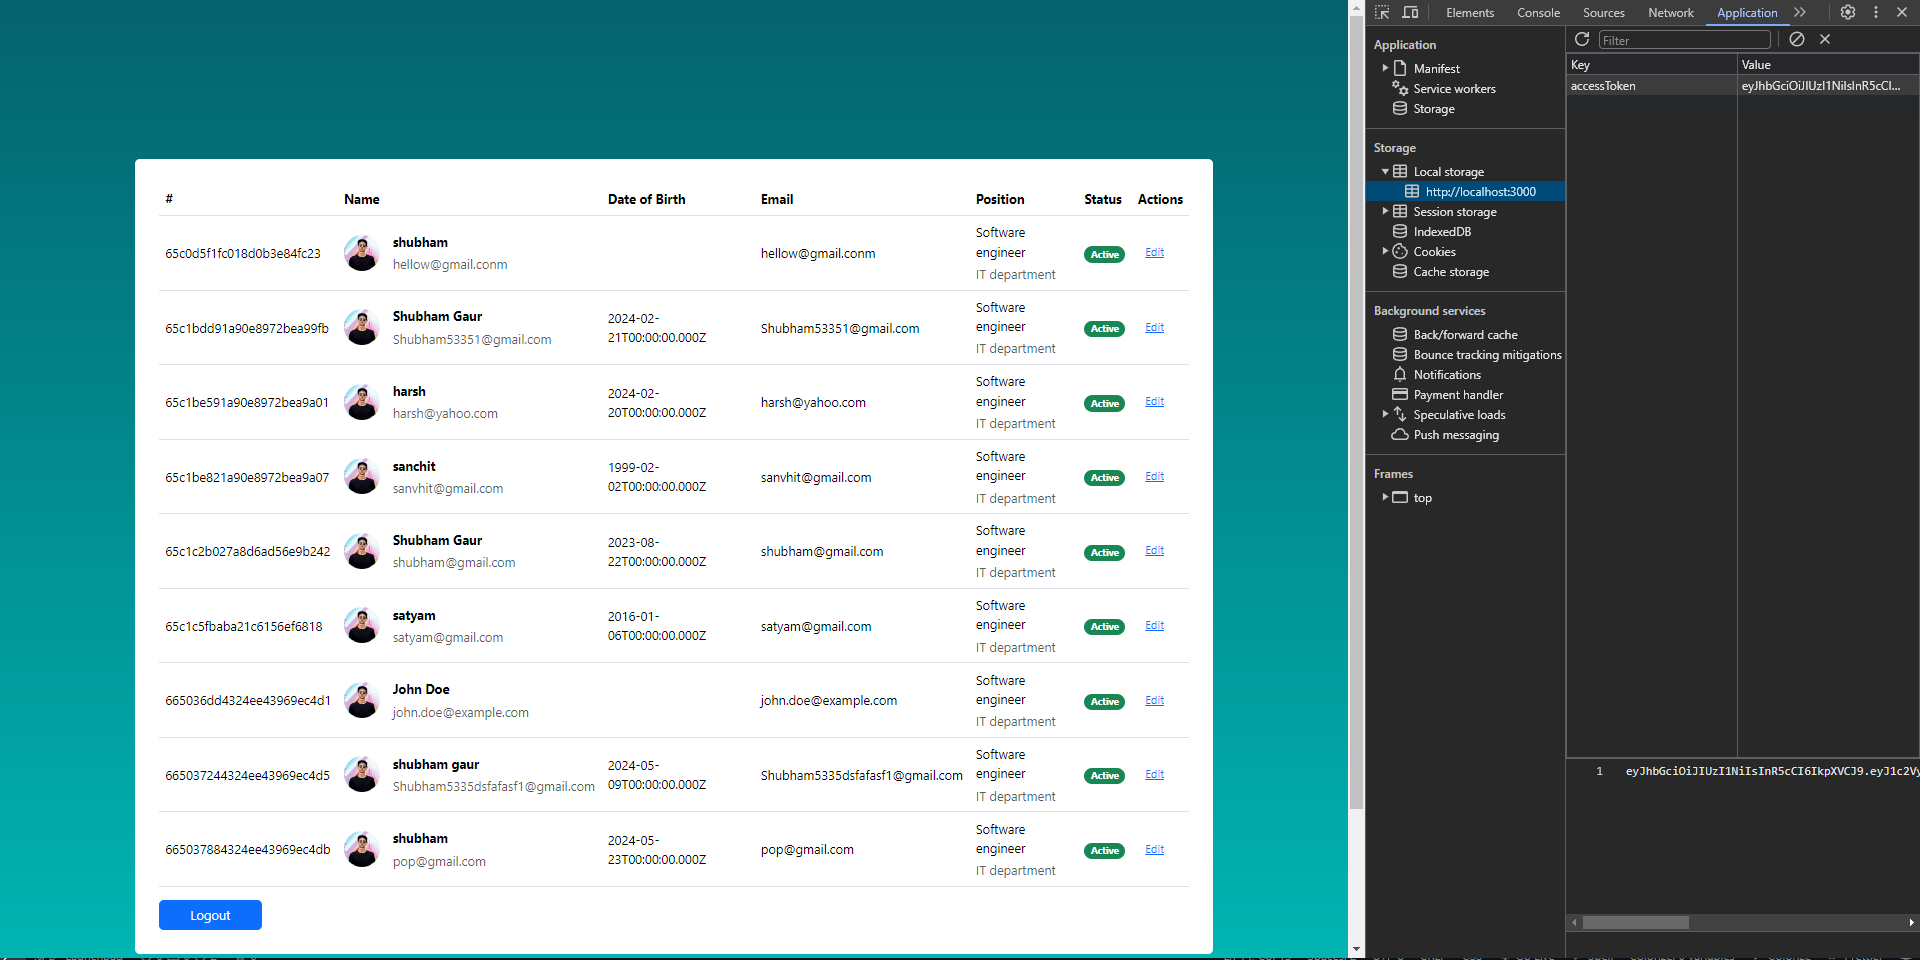 # Name Date of Birth Email Position Status Actions
65c0d5f1fc018d0b3e84fc23 shubham hellow@gmail.conm hellow@gmail.conm Software engineer IT department Active Edit
65c1bdd91a90e8972bea99fb Shubham Gaur Shubham53351@gmail.com 2024-02-21T00:00:00.000Z Shubham53351@gmail.com Software engineer IT department Active Edit
65c1be591a90e8972bea9a01 harsh harsh@yahoo.com 2024-02-20T00:00:00.000Z harsh@yahoo.com Software engineer IT department Active Edit
65c1be821a90e8972bea9a07 sanchit sanvhit@gmail.com 1999-02-02T00:00:00.000Z sanvhit@gmail.com Software engineer IT department Active Edit
65c1c2b027a8d6ad56e9b242 Shubham Gaur shubham@gmail.com 2023-08-22T00:00:00.000Z shubham@gmail.com Software engineer IT department Active Edit
65c1c5fbaba21c6156ef6818 satyam satyam@gmail.com 2016-01-06T00:00:00.000Z satyam@gmail.com Software engineer IT department Active Edit
665036dd4324ee43969ec4d1 John Doe john.doe@example.com john.doe@example.com Software engineer IT department Active Edit
665037244324ee43969ec4d5 shubham gaur Shubham5335dsfafasf1@gmail.com 2024-05-09T00:00:00.000Z Shubham5335dsfafasf1@gmail.com Software engineer IT department Active Edit
665037884324ee43969ec4db shubham pop@gmail.com 2024-05-23T00:00:00.000Z pop@gmail.com Software engineer IT department Active Edit
Logout
Elements Console Sources Network Application
Application
Manifest
Service workers
Storage
Storage
Local storage
http://localhost:3000
Session storage
IndexedDB
Cookies
Cache storage
Background services
Back/forward cache
Bounce tracking mitigations
Notifications
Payment handler
Speculative loads
Push messaging
Frames
top
Filter
Key Value
accessToken eyJhbGciOiJIUzI1NiIsInR5cCI...
1 eyJhbGciOiJIUzI1NiIsInR5cCI6IkpXVCJ9.eyJ1c2Vy